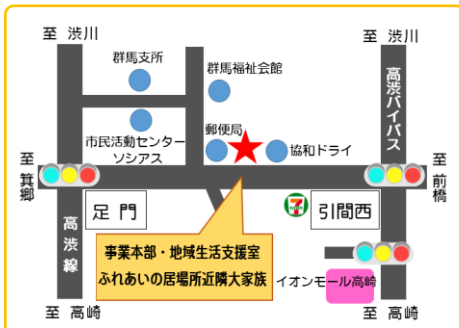 至 渋川
至 渋川
群馬支所
群馬福祉会館
高渋バイパス
市民活動センター
ソシアス
郵便局
協和ドライ
至 箕郷
至 前橋
足 門
7
引間西
高渋線
事業本部・地域生活支援室
ふれあいの居場所近隣大家族
イオンモール高崎
至 高崎
至 高崎